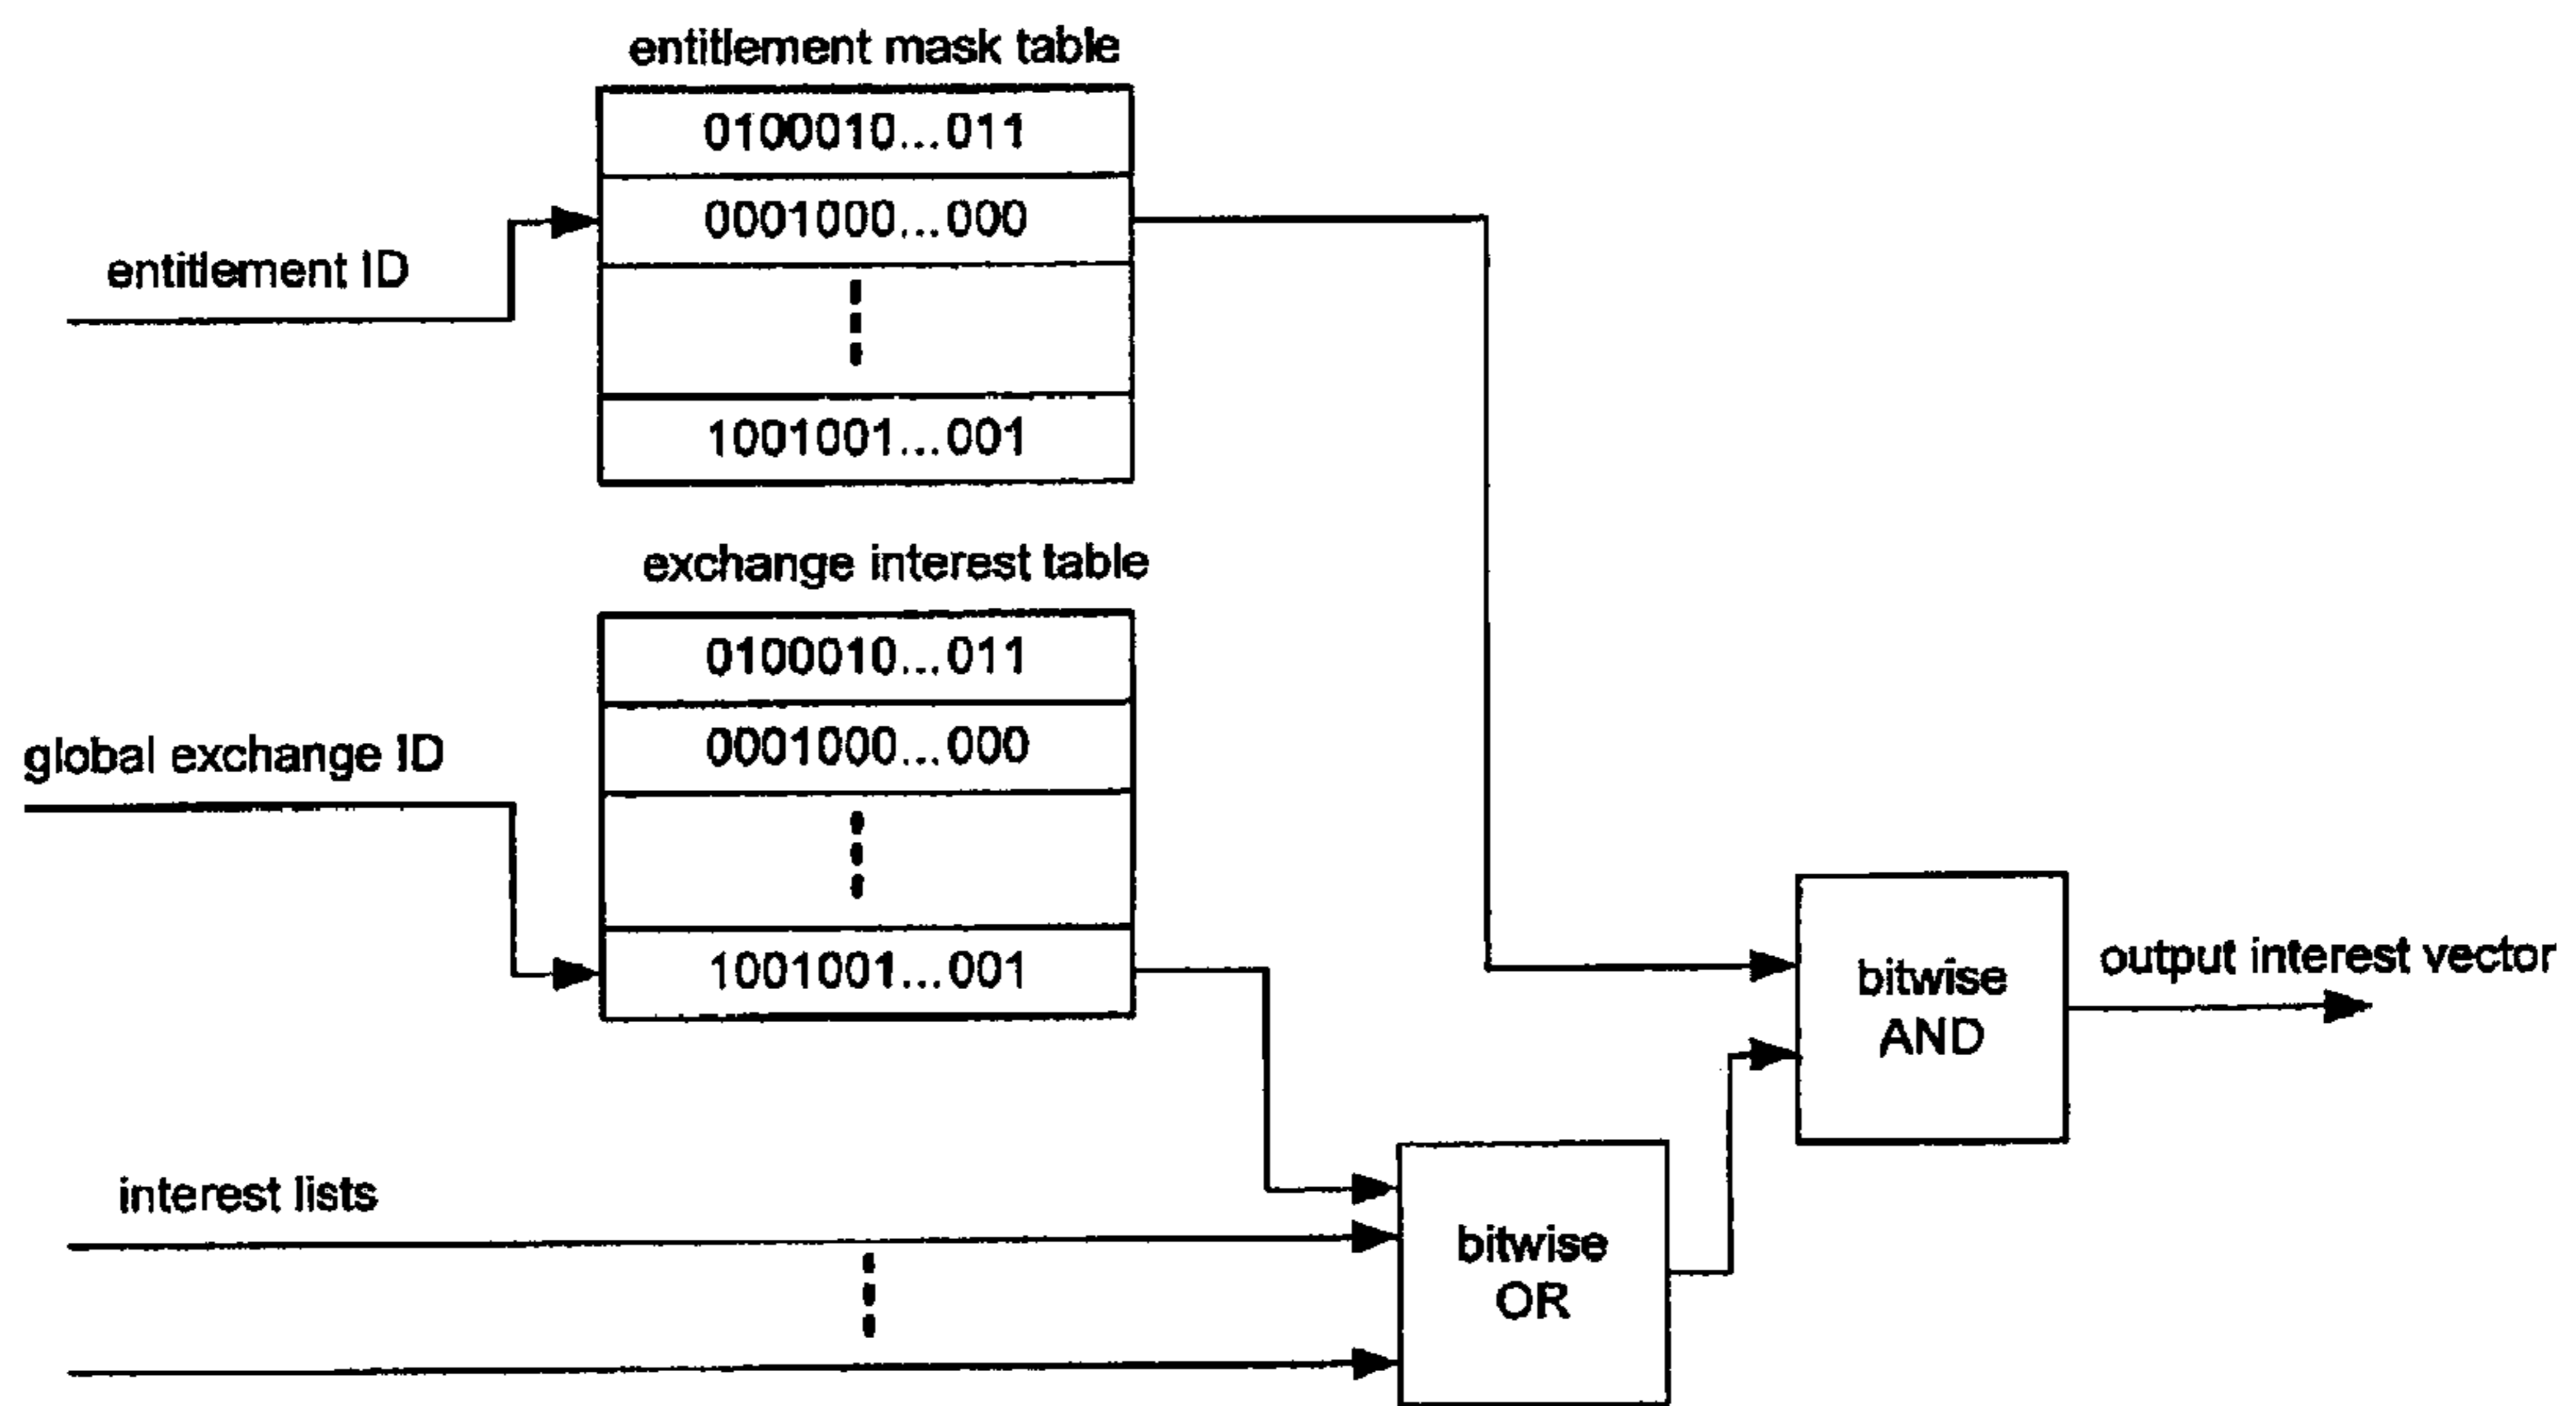 entitlement mask table
0100010...011
0001000...000
1001001...001
entitlement ID
exchange interest table
0100010...011
0001000...000
1001001...001
global exchange ID
interest lists
bitwise
OR
bitwise
AND
output interest vector